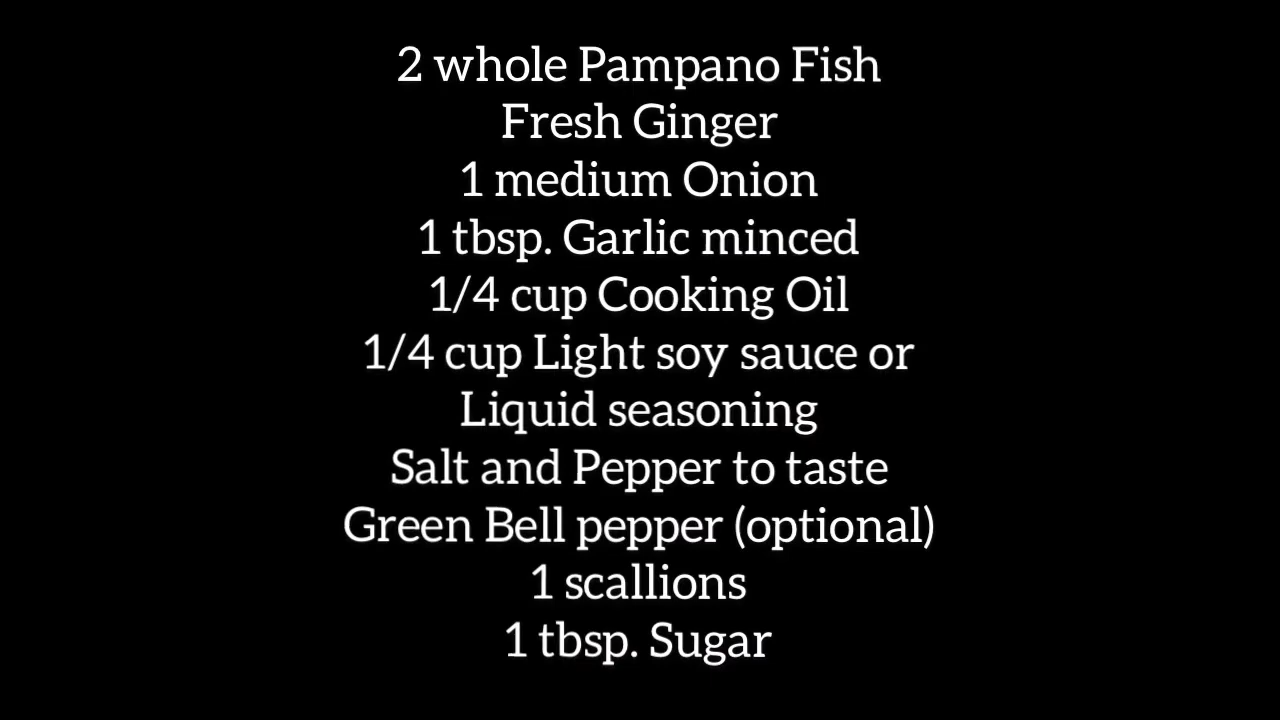 2 whole Pampano Fish
Fresh Ginger
1 medium Onion
1 tbsp. Garlic minced
1/4 cup Cooking Oil
1/4 cup Light soy sauce or
Liquid seasoning
Salt and Pepper to taste
Green Bell pepper (optional)
1 scallions
1 tbsp. Sugar